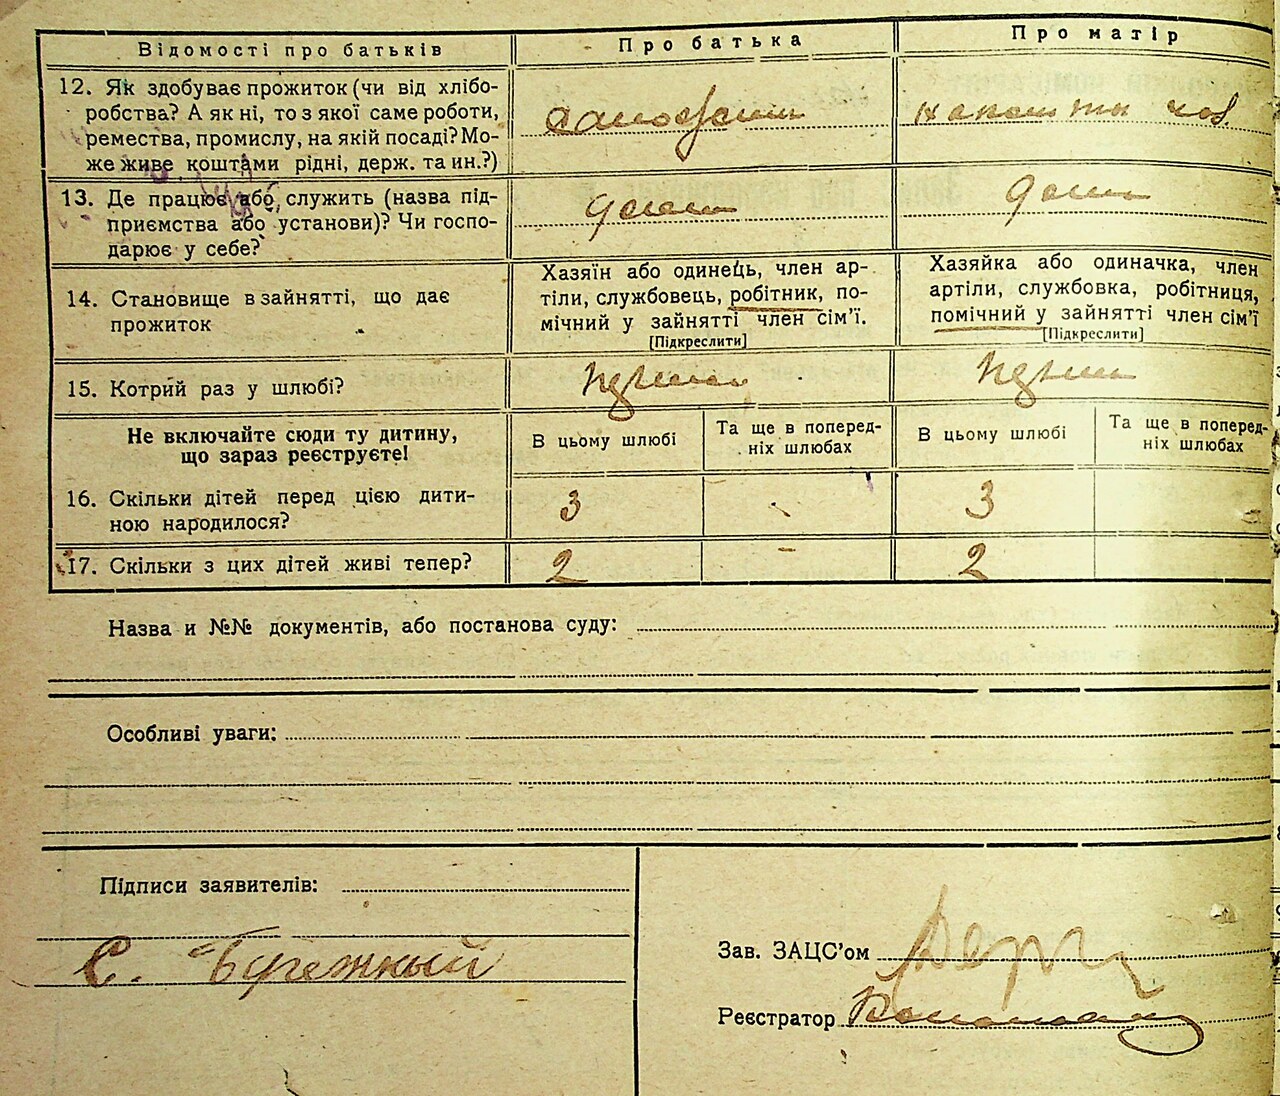 Відомості про батьків
Про батька
Про матір
12. Як здобуває прожиток (чи від хлібо-
робства? А як ні, то з якої саме роботи,
ремества, промислу, на якій посаді? Мо-
же живе коштами рідні, держ. та ин.?)
на кошти чов.
13. Де працює або служить (назва під-
приємства або установи)? Чи госпо-
дарює у себе?
14. Становище в зайнятті, що дає
прожиток
Хазяїн або одинець, член ар-
тіли, службовець, робітник, по-
мічний у зайнятті член сім'ї.
[Підкреслити]
Хазяйка або одиначка, член
артіли, службовка, робітниця,
помічний у зайнятті член сім'ї
[Підкреслити]
15. Котрий раз у шлюбі?
Не включайте сюди ту дитину,
що зараз реєструєте!
В цьому шлюбі
Та ще в поперед-
ніх шлюбах
В цьому шлюбі
Та ще в поперед-
ніх шлюбах
16. Скільки дітей перед цією дити-
ною народилося?
3
-
3
17. Скільки з цих дітей живі тепер?
2
-
2
Назва и №№ документів, або постанова суду:
Особливі уваги:
Підписи заявителів:
С.
Зав. ЗАЦС'ом
Реєстратор